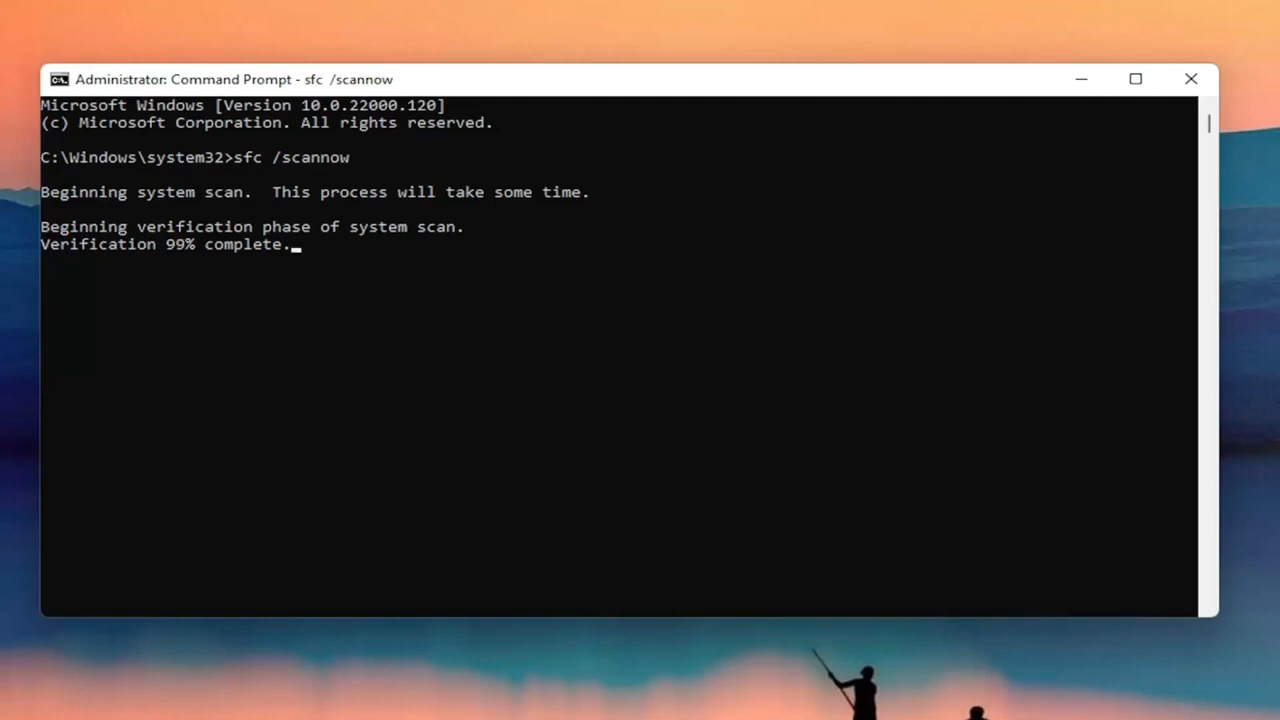 Administrator: Command Prompt - sfc  /scannow
Microsoft Windows [Version 10.0.22000.120]
(c) Microsoft Corporation. All rights reserved.
C:\Windows\system32>sfc /scannow
Beginning system scan.  This process will take some time.
Beginning verification phase of system scan.
Verification 99% complete.